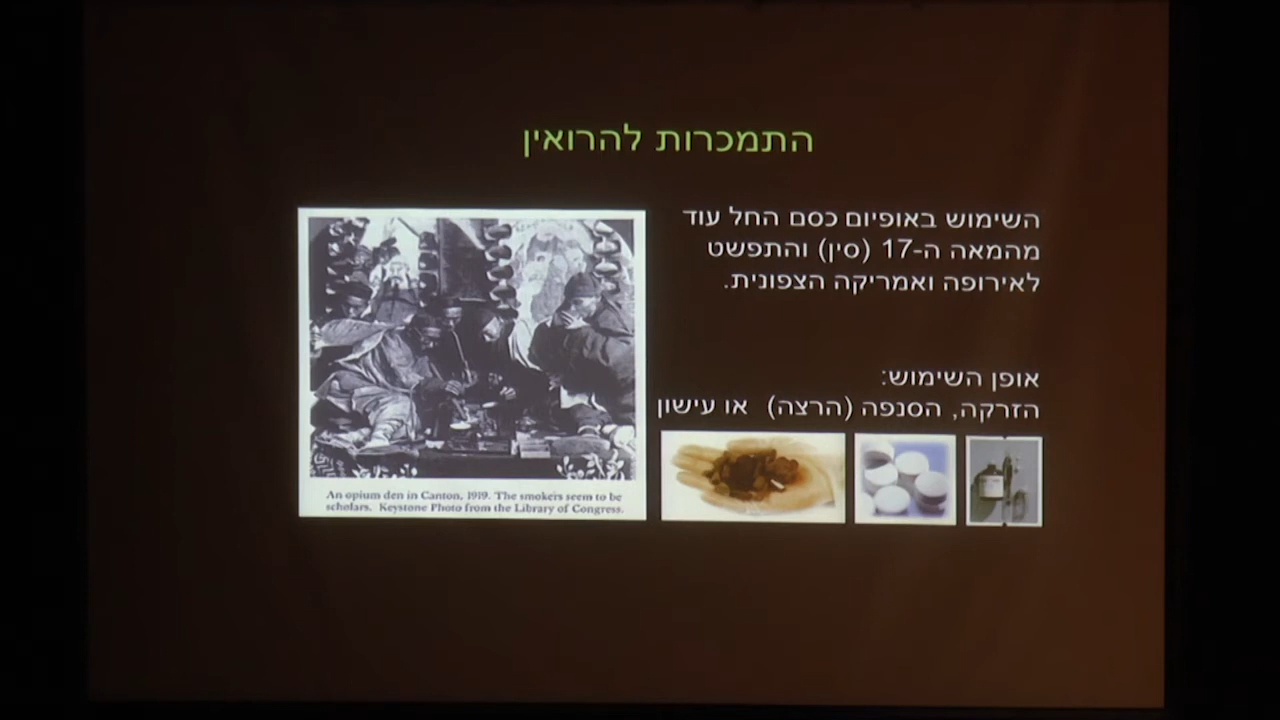 התמכרות להרואין
השימוש באופיום כסם החל עוד
מהמאה ה-17 (סין) והתפשט
לאירופה ואמריקה הצפונית.
אופן השימוש:
הזרקה, הסנפה (הרצה) או עישון
An opium den in Canton, 1919. The smokers seem to be
scholars. Keystone Photo from the Library of Congress.